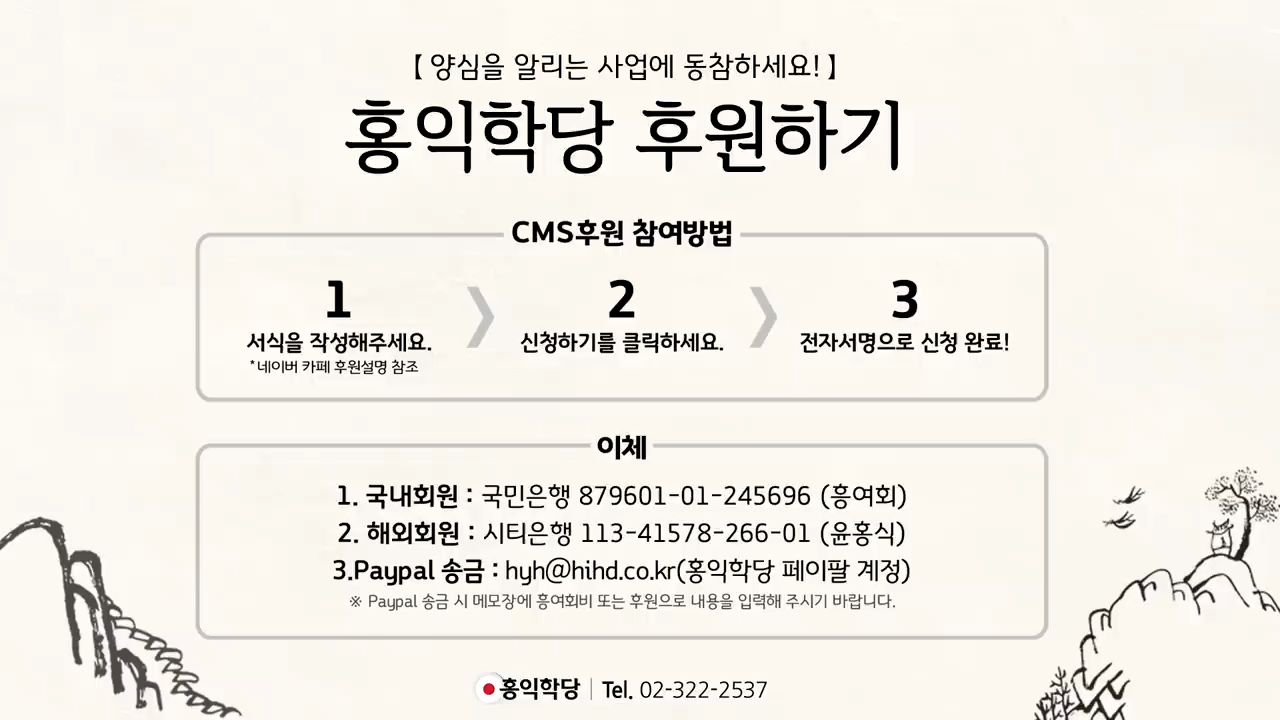 【 양심을 알리는 사업에 동참하세요! 】
홍익학당 후원하기
CMS후원 참여방법
1
서식을 작성해주세요.
*네이버 카페 후원설명 참조
2
신청하기를 클릭하세요.
3
전자서명으로 신청 완료!
이체
1. 국내회원 : 국민은행 879601-01-245696 (흥여회)
2. 해외회원 : 시티은행 113-41578-266-01 (윤홍식)
3.Paypal 송금 : hyh@hihd.co.kr(홍익학당 페이팔 계정)
※ Paypal 송금 시 메모장에 흥여회비 또는 후원으로 내용을 입력해 주시기 바랍니다.
홍익학당 | Tel. 02-322-2537